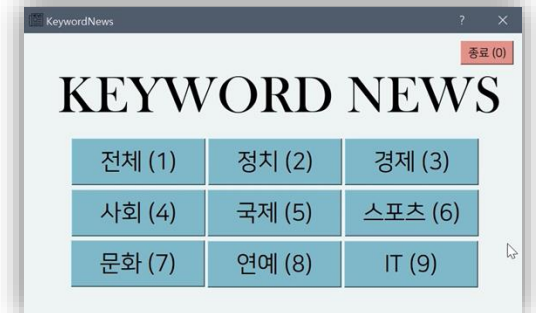 KeywordNews
종료 (0)
KEYWORD NEWS
전체 (1) 정치 (2) 경제 (3)
사회 (4) 국제 (5) 스포츠 (6)
문화 (7) 연예 (8) IT (9)